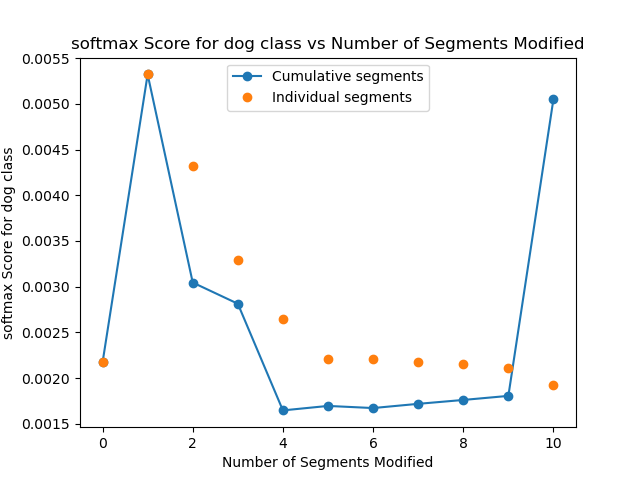 softmax Score for dog class vs Number of Segments Modified
Cumulative segments
Individual segments
softmax Score for dog class
0.0055
0.0050
0.0045
0.0040
0.0035
0.0030
0.0025
0.0020
0.0015
0 2 4 6 8 10
Number of Segments Modified